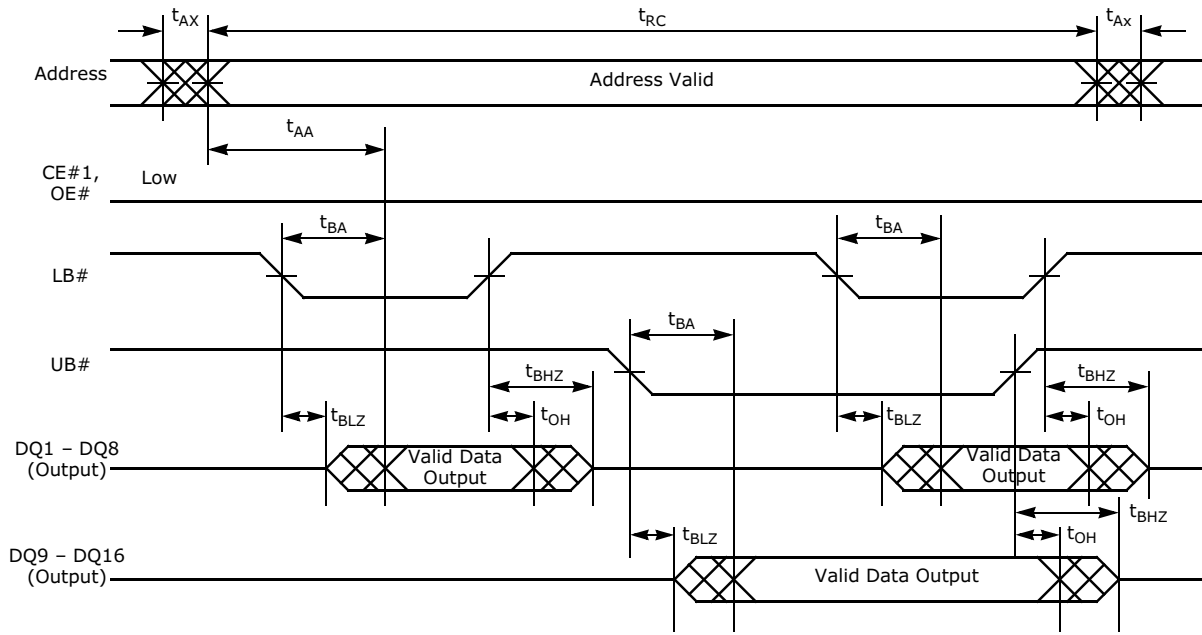 tAX tRC tAx
Address Address Valid
tAA
CE#1,
OE# Low
tBA tBA
LB#
tBA
UB#
tBHZ tBHZ
tBLZ tOH tBLZ tOH
DQ1 – DQ8
(Output)
Valid Data
Output
Valid Data
Output
tBHZ
tBLZ tOH
DQ9 – DQ16
(Output)
Valid Data Output